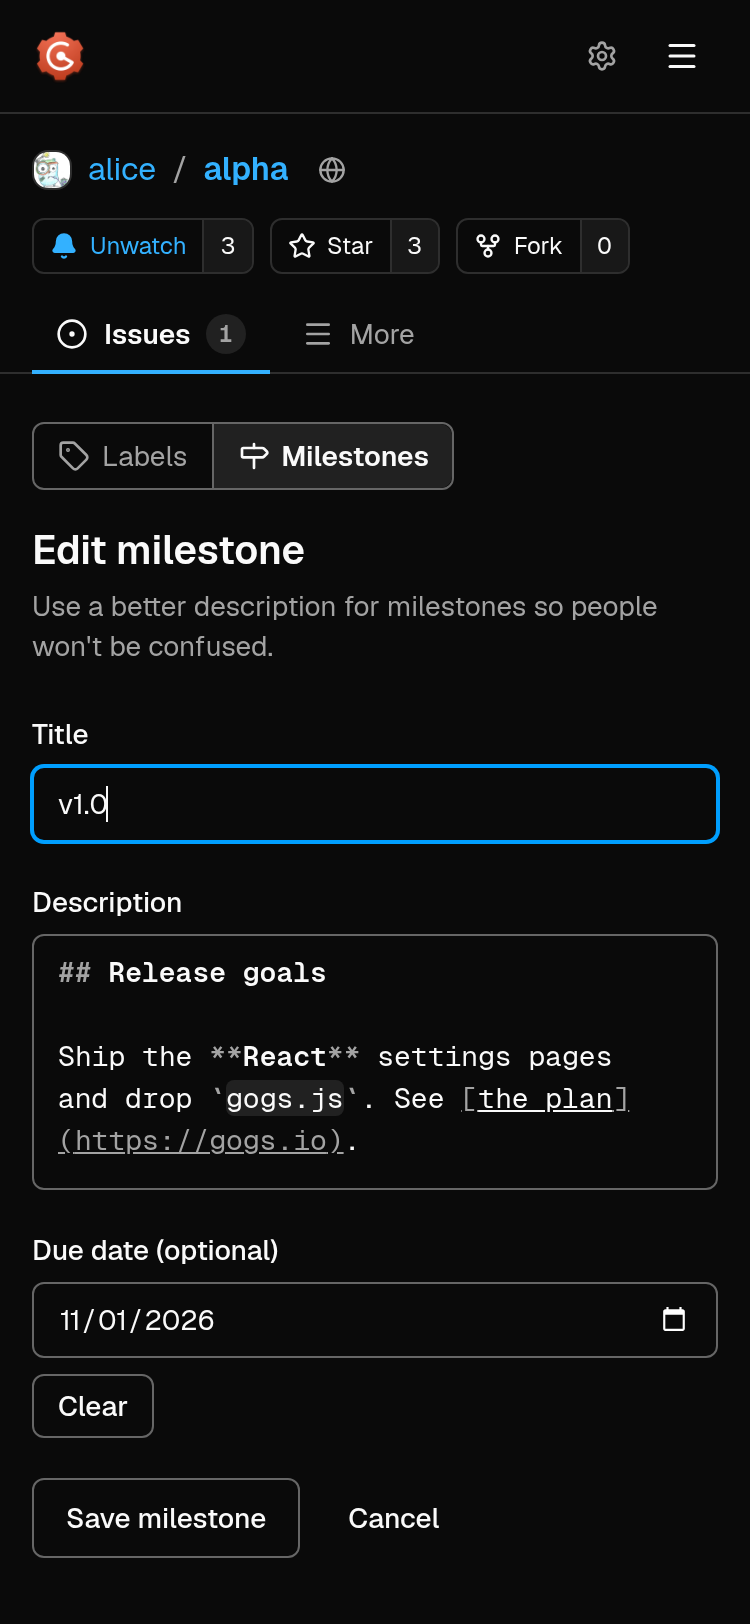 alice / alpha
Unwatch 3 Star 3 Fork 0
Issues 1 More
Labels Milestones
Edit milestone
Use a better description for milestones so people
won't be confused.
Title
v1.0
Description
## Release goals
Ship the **React** settings pages
and drop `gogs.js`. See [the plan]
(https://gogs.io).
Due date (optional)
11/01/2026
Clear
Save milestone Cancel